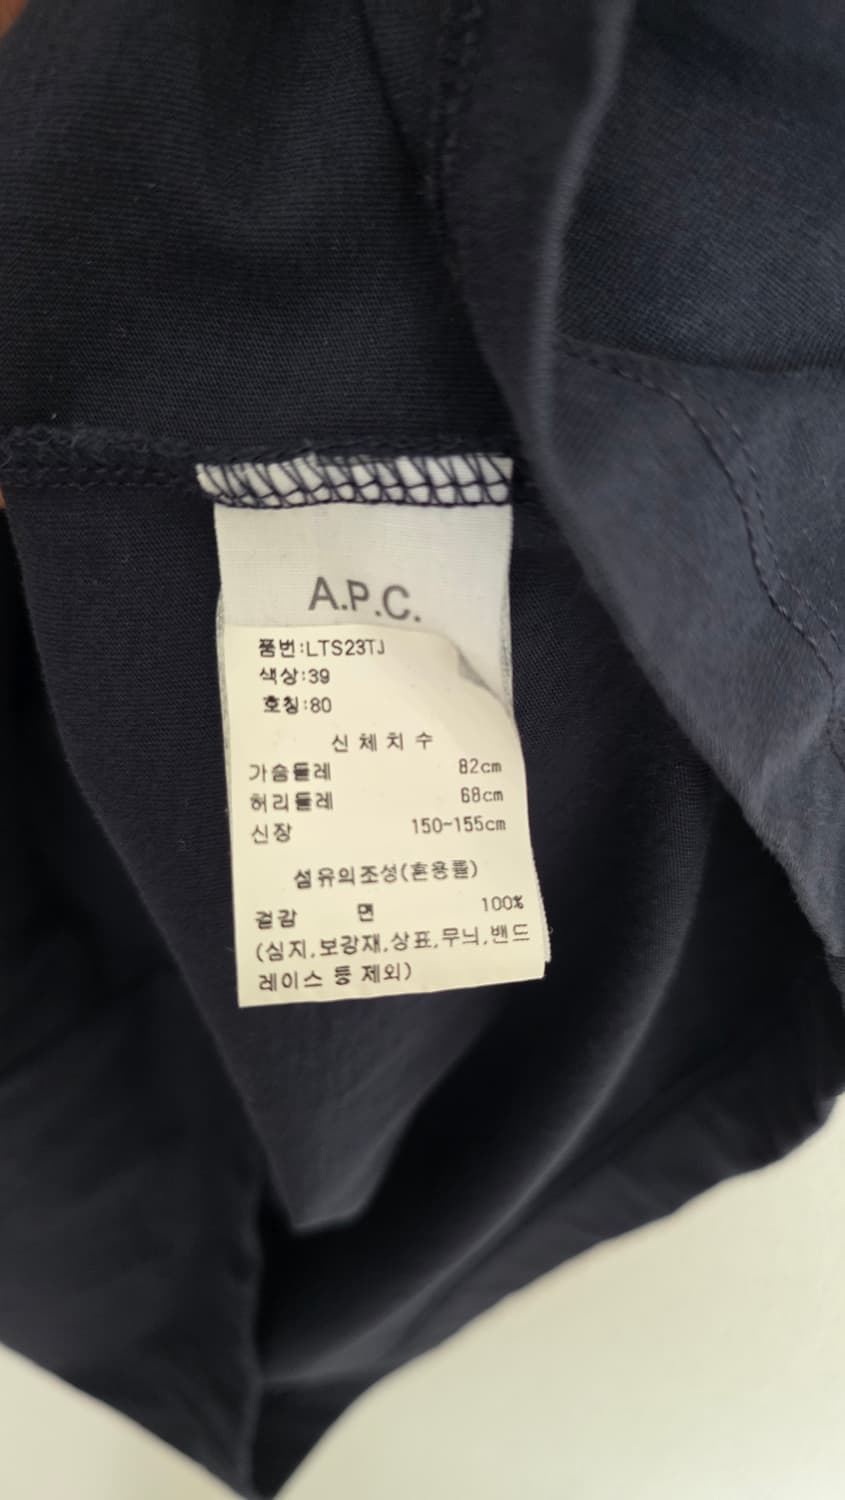 A.P.C.
품번:LTS23TJ
색상:39
호칭:80
신체치수
가슴둘레 82cm
허리둘레 68cm
신장 150~155cm
섬유의조성(혼용률)
겉감 면 100%
(심지,보강재,상표,무늬,밴드
레이스 등 제외)